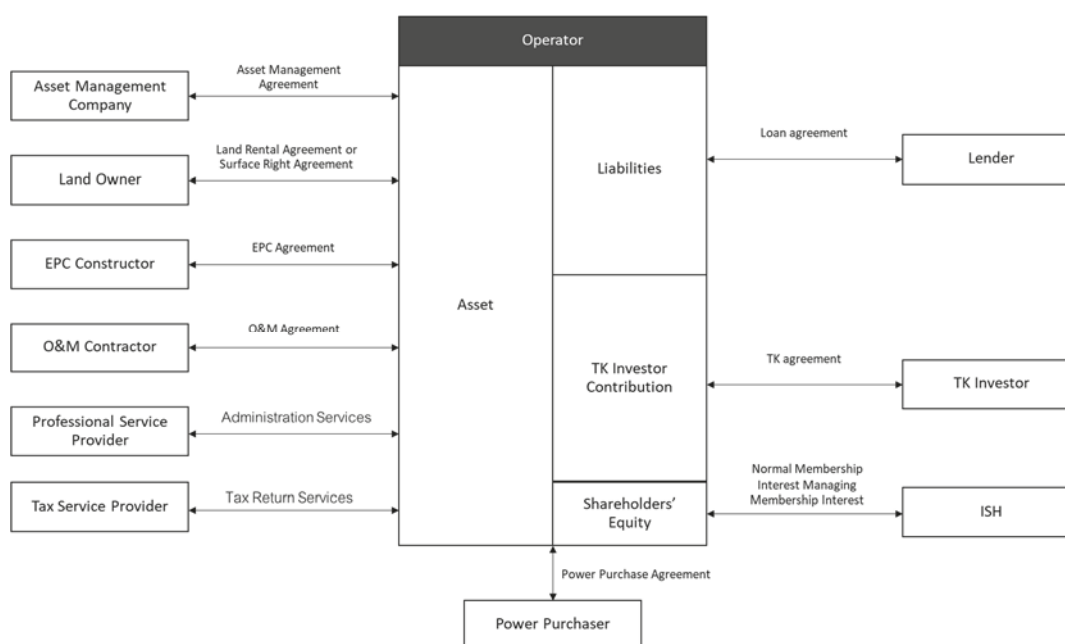 Operator
Asset Management
Agreement
Asset Management
Company
Land Rental Agreement or
Surface Right Agreement
Land Owner
EPC Agreement
EPC Constructor
O&M Agreement
O&M Contractor
Administration Services
Professional Service
Provider
Tax Return Services
Tax Service Provider
Asset
Liabilities
TK Investor
Contribution
Shareholders'
Equity
Loan agreement
Lender
TK agreement
TK Investor
Normal Membership
Interest Managing
Membership Interest
ISH
Power Purchase Agreement
Power Purchaser